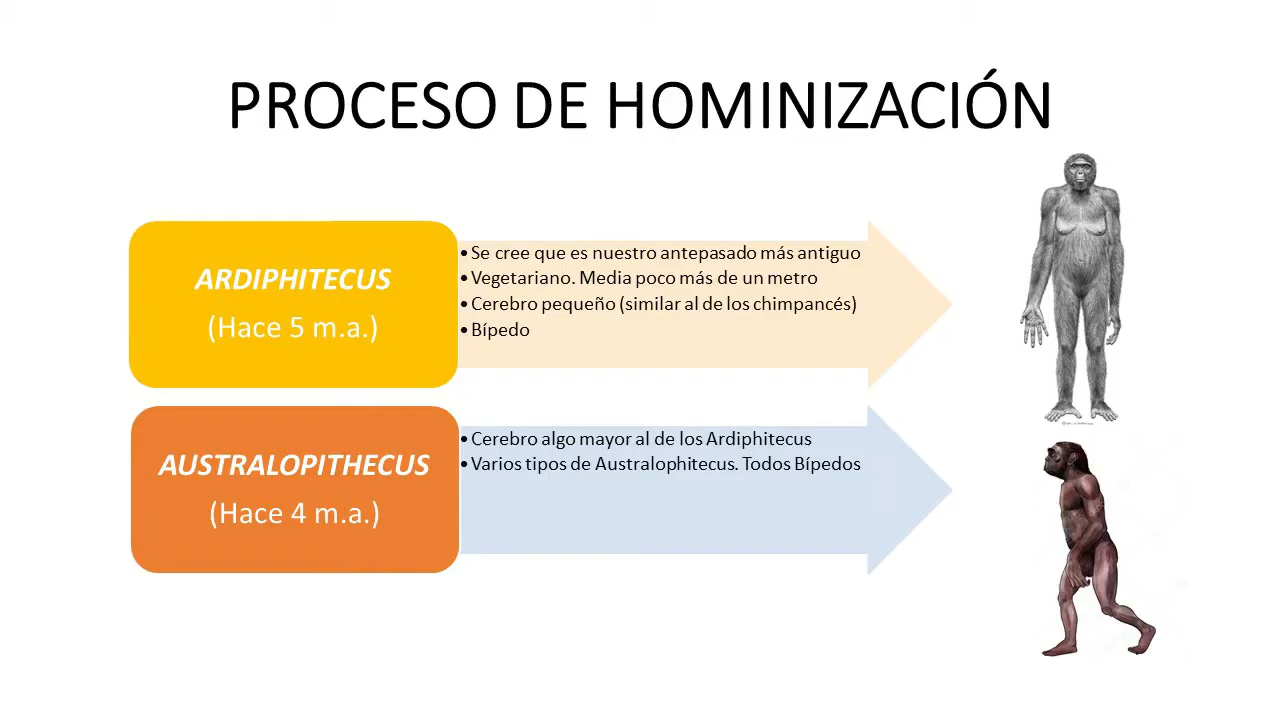 PROCESO DE HOMINIZACIÓN
ARDIPHITECUS
(Hace 5 m.a.)
• Se cree que es nuestro antepasado más antiguo
• Vegetariano. Media poco más de un metro
• Cerebro pequeño (similar al de los chimpancés)
• Bípedo
AUSTRALOPITHECUS
(Hace 4 m.a.)
• Cerebro algo mayor al de los Ardiphitecus
• Varios tipos de Australophitecus. Todos Bípedos